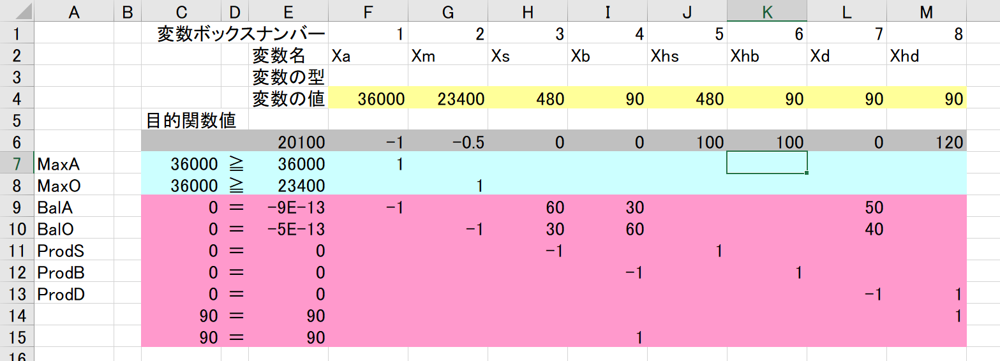 A B C D E F G H I J K L M
1 変数ボックスナンバー 1 2 3 4 5 6 7 8
2 変数名 Xa Xm Xs Xb Xhs Xhb Xd Xhd
3 変数の型
4 変数の値 36000 23400 480 90 480 90 90 90
5 目的関数値
6 20100 -1 -0.5 0 0 100 100 0 120
7 MaxA 36000 ≧ 36000 1
8 MaxO 36000 ≧ 23400 1
9 BalA 0 = -9E-13 -1 60 30 50
10 BalO 0 = -5E-13 -1 30 60 40
11 ProdS 0 = 0 -1 1
12 ProdB 0 = 0 -1 1
13 ProdD 0 = 0 -1 1
14 90 = 90 1
15 90 = 90 1
16